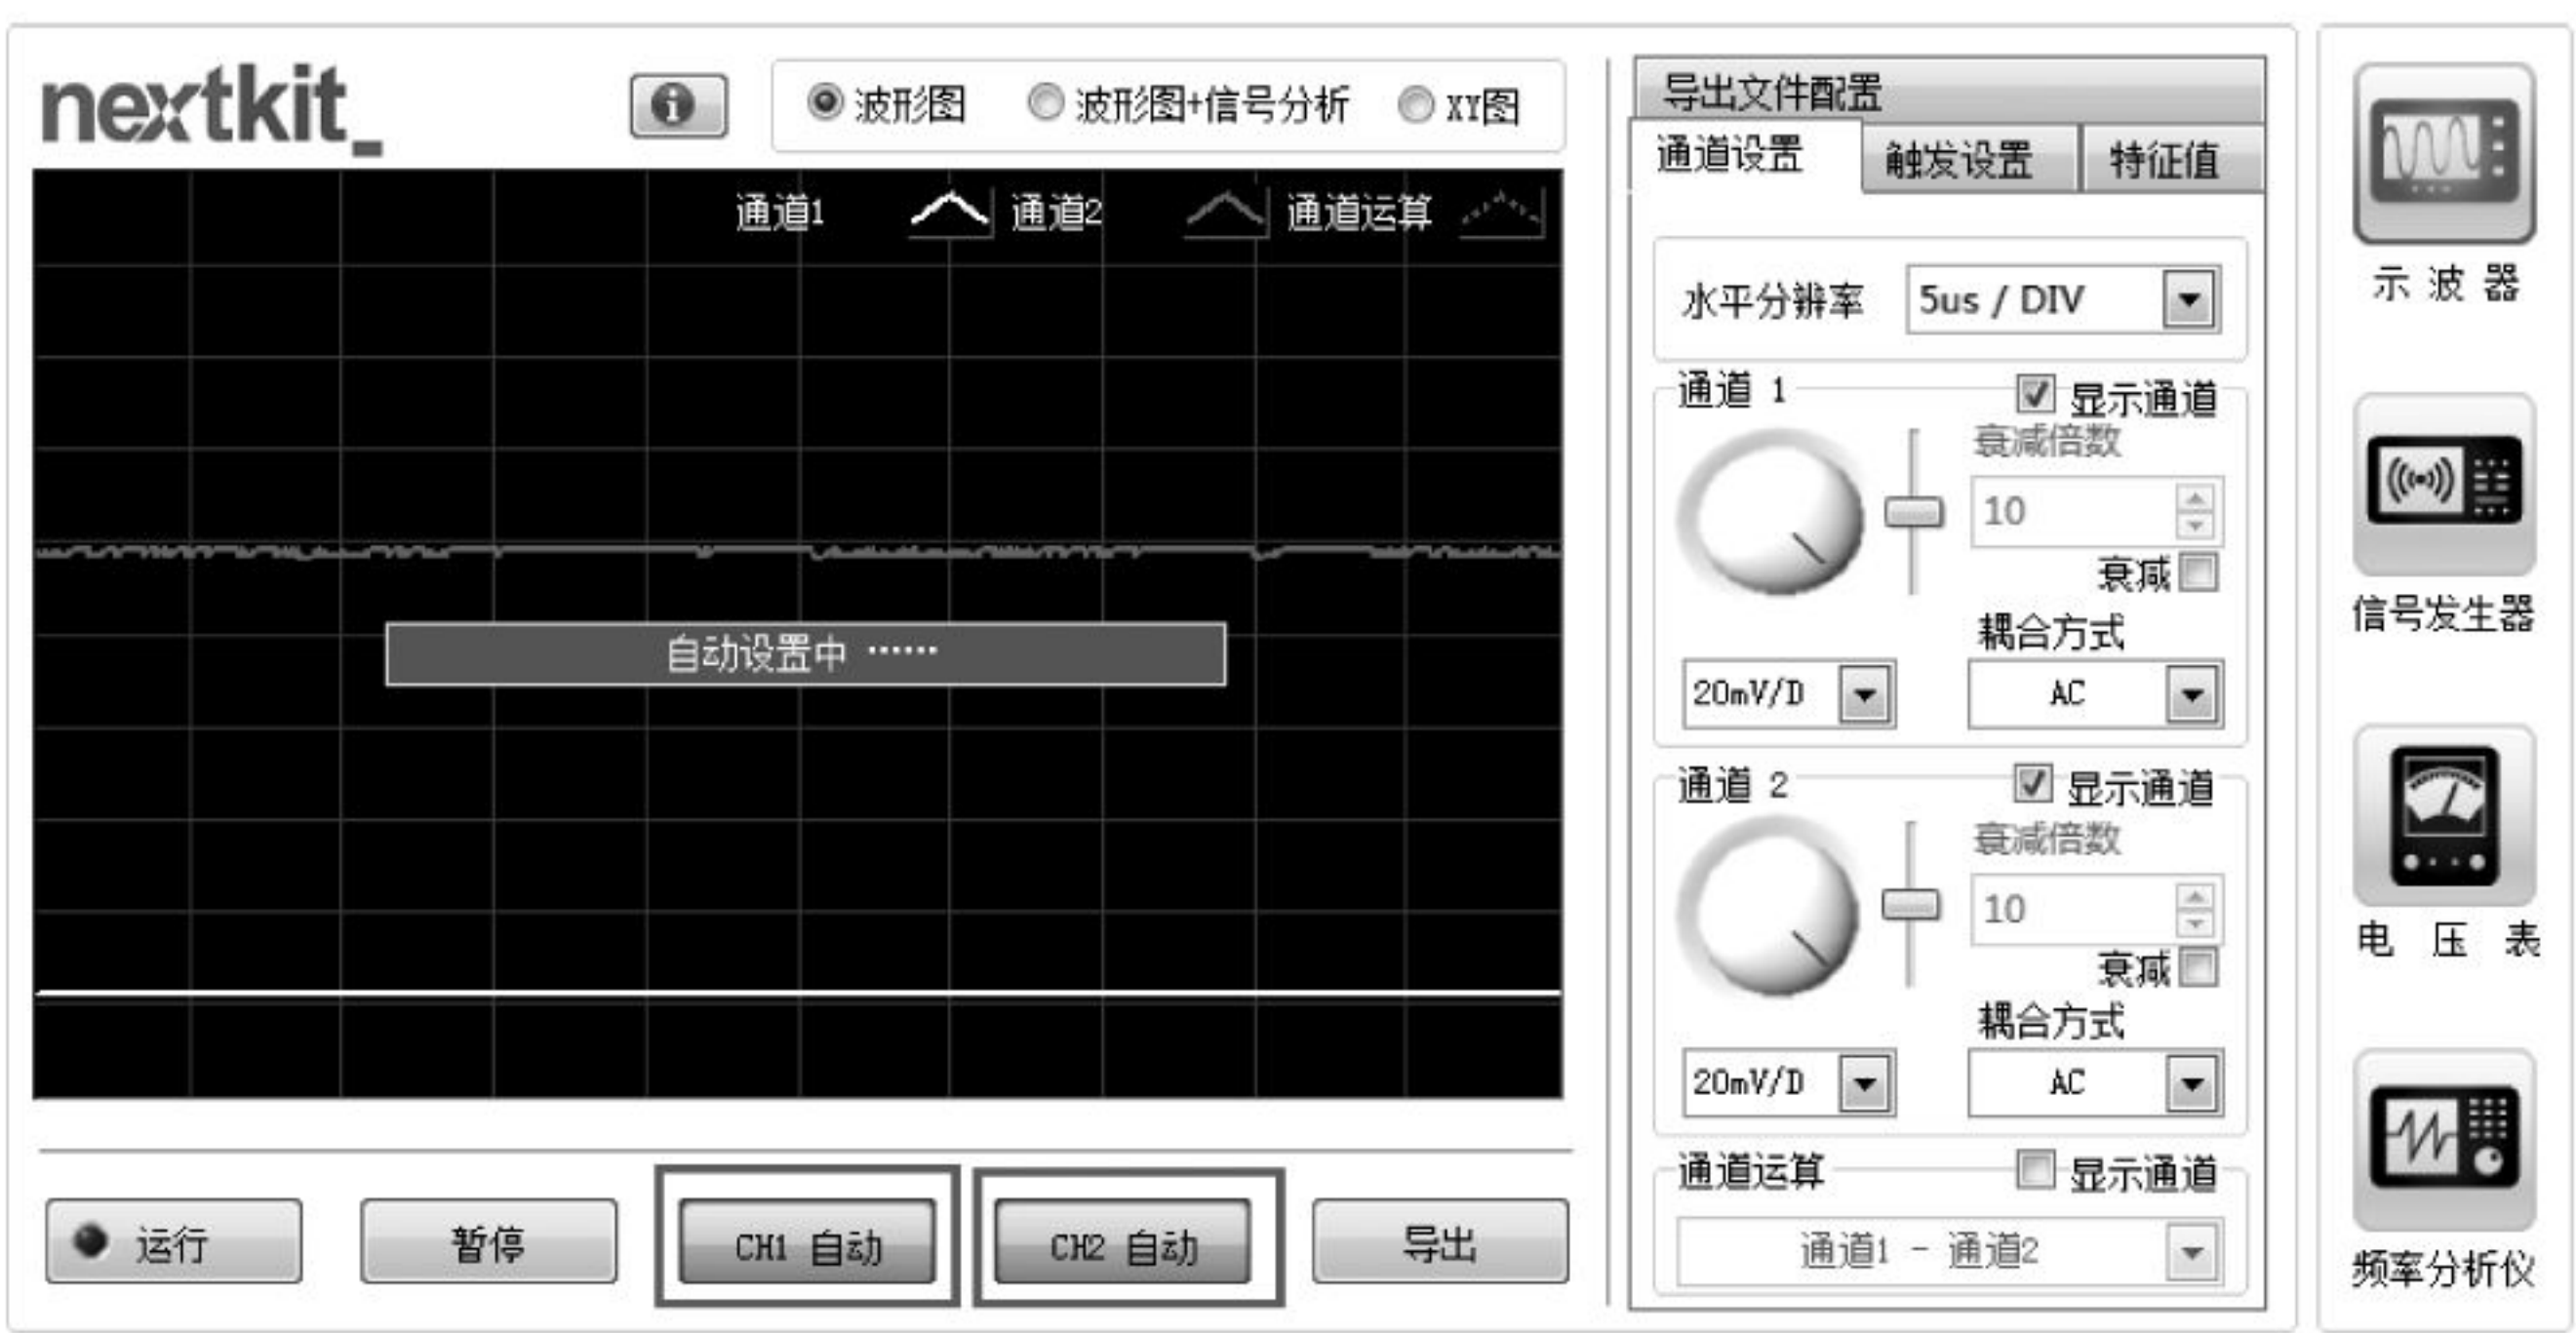 nextkit_
波形图 波形图+信号分析 XY图
通道1 通道2 通道运算
自动设置中 ……
运行 暂停 CH1 自动 CH2 自动 导出
导出文件配置
通道设置 触发设置 特征值
水平分辨率 5us / DIV
通道 1 显示通道
衰减倍数
10
衰减
耦合方式
20mV/D AC
通道 2 显示通道
衰减倍数
10
衰减
耦合方式
20mV/D AC
通道运算 显示通道
通道1 - 通道2
示 波 器
信号发生器
电 压 表
频率分析仪